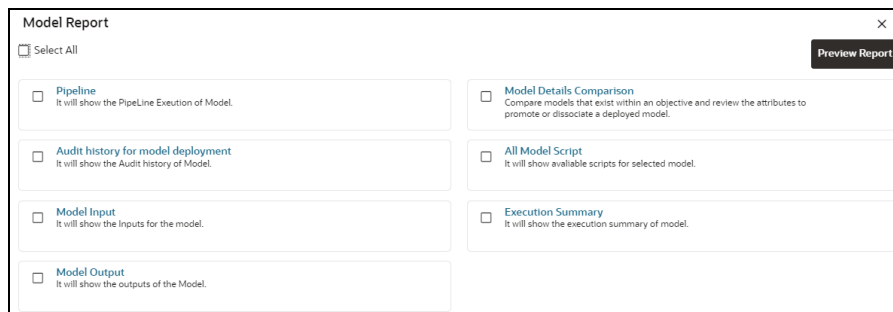 Model Report
Select All
Preview Report
Pipeline
It will show the PipeLine Exeution of Model.
Model Details Comparison
Compare models that exist within an objective and review the attributes to
promote or dissociate a deployed model.
Audit history for model deployment
It will show the Audit history of Model.
All Model Script
It will show avaliable scripts for selected model.
Model Input
It will show the Inputs for the model.
Execution Summary
It will show the execution summary of model.
Model Output
It will show the outputs of the Model.